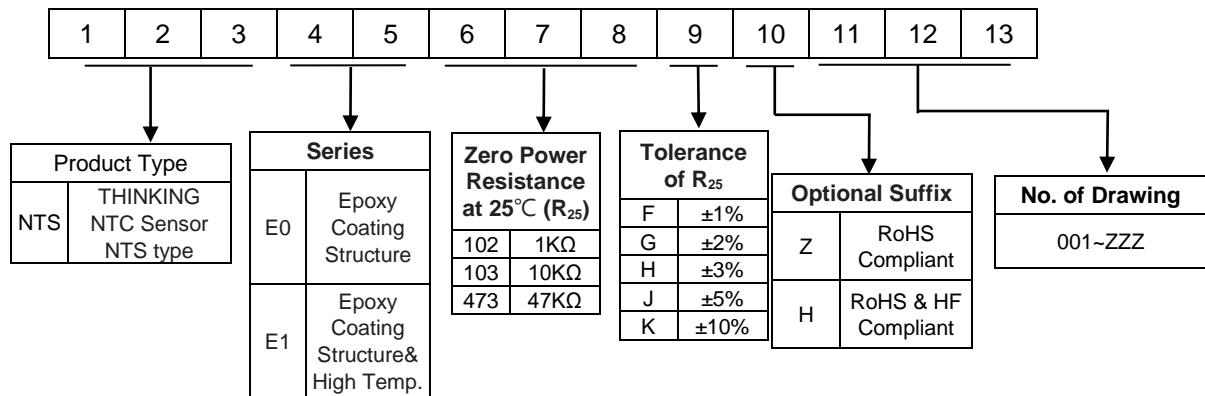 1 2 3 4 5 6 7 8 9 10 11 12 13
Product Type
NTS
THINKING
NTC Sensor
NTS type
Series
E0
Epoxy
Coating
Structure
E1
Epoxy
Coating
Structure&
High Temp.
Zero Power
Resistance
at 25℃ (R₂₅)
102 1KΩ
103 10KΩ
473 47KΩ
Tolerance
of R₂₅
F ±1%
G ±2%
H ±3%
J ±5%
K ±10%
Optional Suffix
Z
RoHS
Compliant
H
RoHS & HF
Compliant
No. of Drawing
001~ZZZ